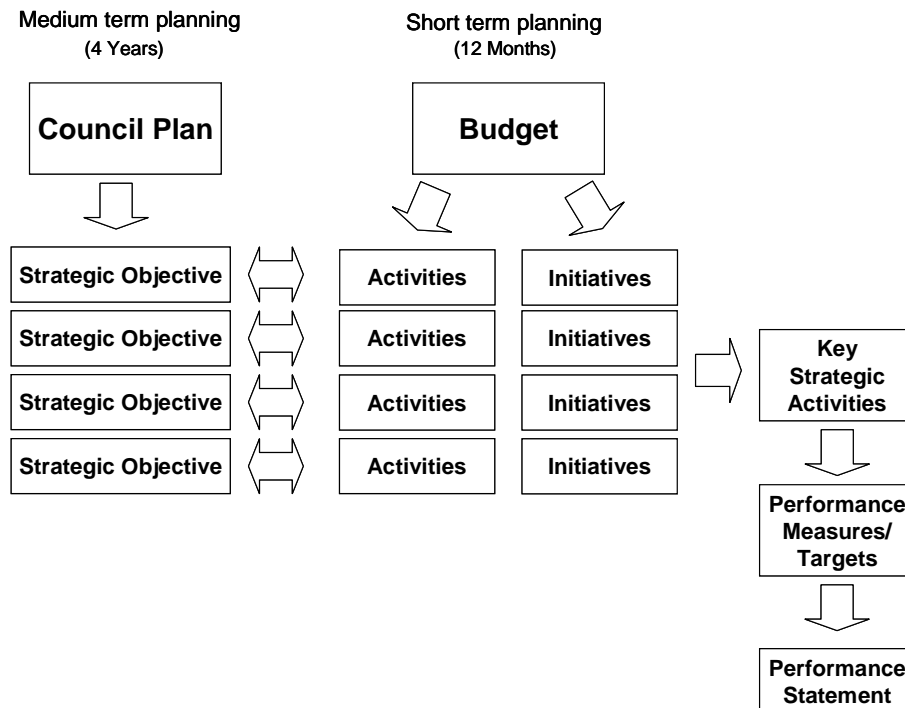 Medium term planning
(4 Years)
Short term planning
(12 Months)
Council Plan
Budget
Strategic Objective
Activities
Initiatives
Strategic Objective
Activities
Initiatives
Strategic Objective
Activities
Initiatives
Strategic Objective
Activities
Initiatives
Key
Strategic
Activities
Performance
Measures/
Targets
Performance
Statement